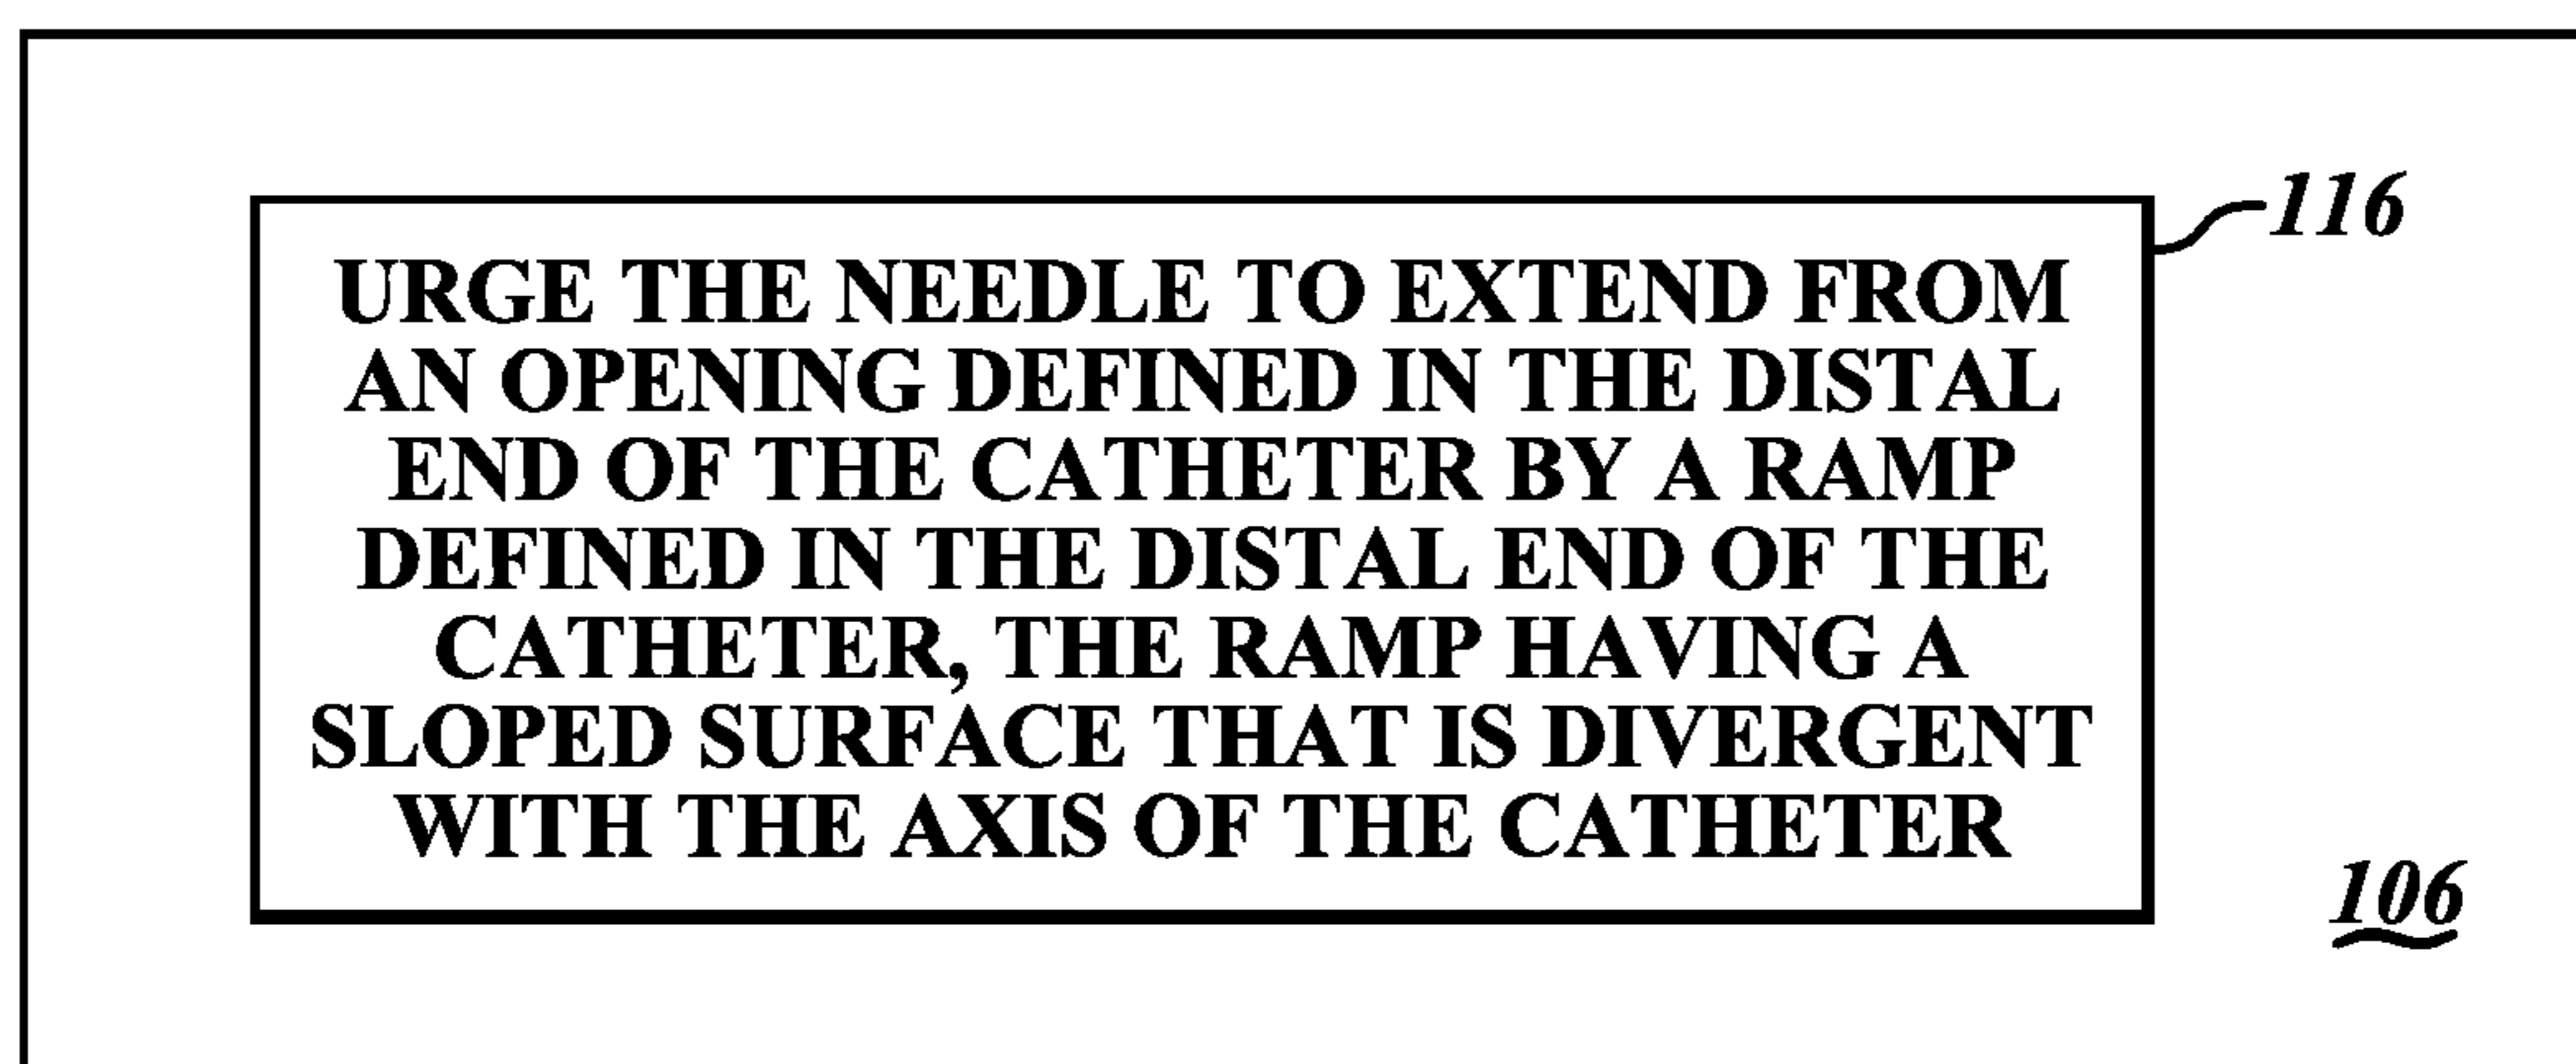 116
URGE THE NEEDLE TO EXTEND FROM
AN OPENING DEFINED IN THE DISTAL
END OF THE CATHETER BY A RAMP
DEFINED IN THE DISTAL END OF THE
CATHETER, THE RAMP HAVING A
SLOPED SURFACE THAT IS DIVERGENT
WITH THE AXIS OF THE CATHETER
106